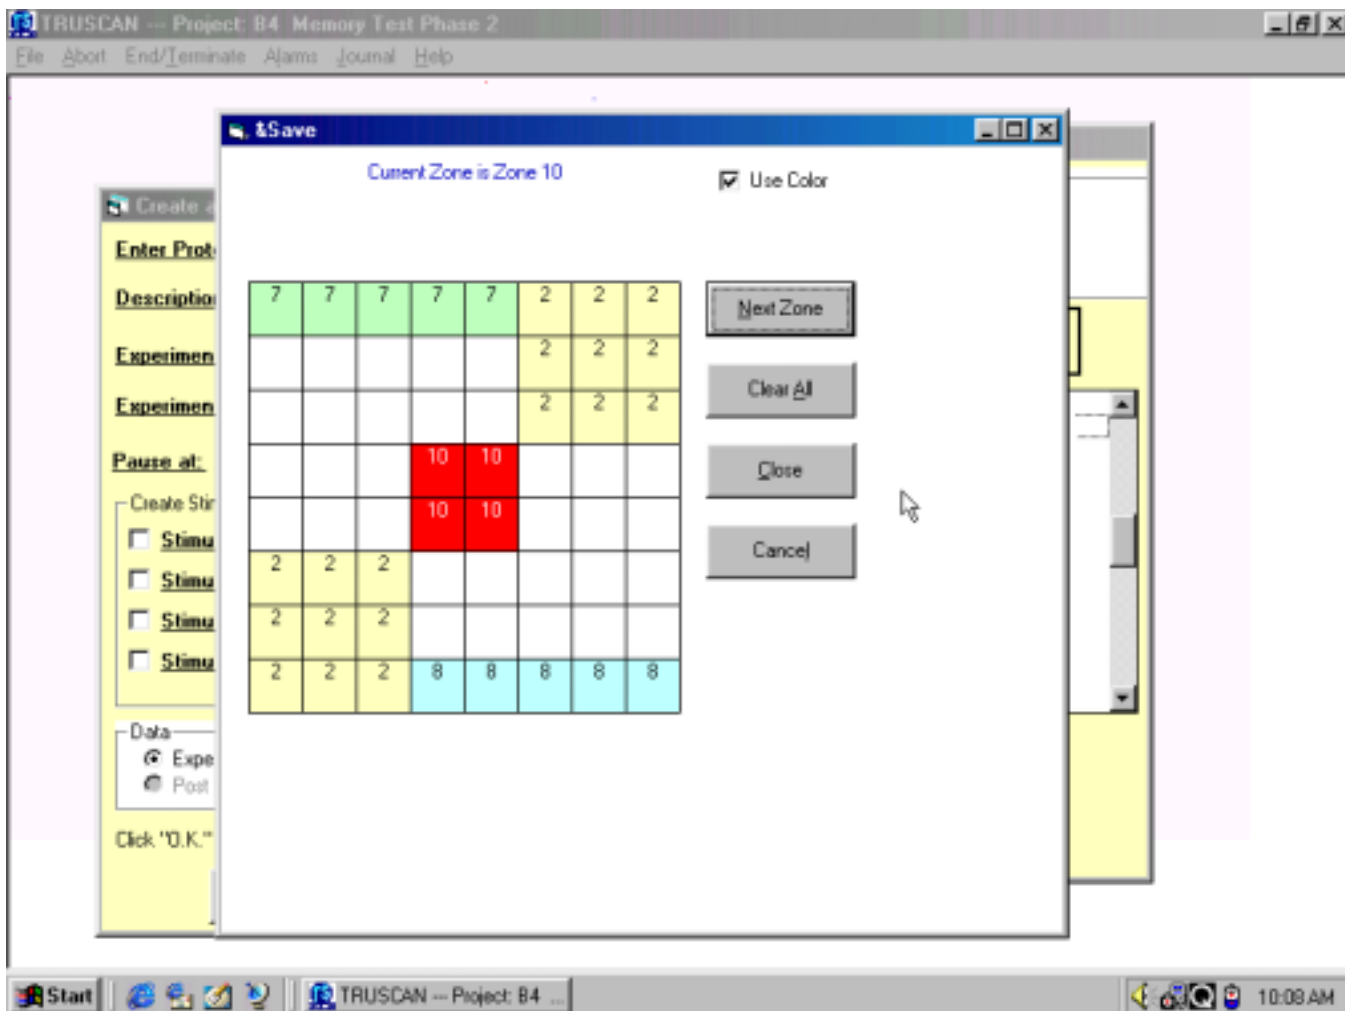 TRUSCAN --- Project: B4 Memory Test Phase 2
File Abort End/Terminate Alarms Journal Help
&Save
Current Zone is Zone 10
Use Color
Create a
Enter Prot
Description
Experimen
Experimen
Pause at:
Create Stir
Stimu
Stimu
Stimu
Stimu
Data
Expe
Post
Click "O.K."
7 7 7 7 7 2 2 2
2 2 2
2 2 2
10 10
10 10
2 2 2
2 2 2
2 2 2 8 8 8 8 8
Next Zone
Clear All
Close
Cancel
Start
TRUSCAN --- Project: B4 ...
10:08 AM